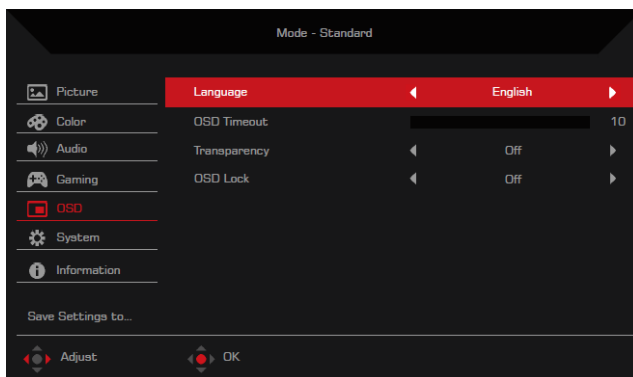 Mode - Standard
Picture
Language English
Color
OSD Timeout 10
Audio
Transparency Off
Gaming
OSD Lock Off
OSD
System
Information
Save Settings to...
Adjust OK